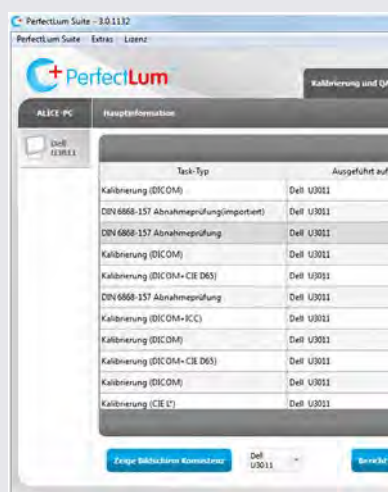 PerfectLum Suite - 3.0.1132
PerfectLum Suite Extras Lizenz
PerfectLum
Kalibrierung und QA
ALICE-PC Hauptinformation
Dell
U3011
Task-Typ Ausgeführt auf
Kalibrierung (DICOM) Dell U3011
DIN 6868-157 Abnahmeprüfung(importiert) Dell U3011
DIN 6868-157 Abnahmeprüfung Dell U3011
Kalibrierung (DICOM) Dell U3011
Kalibrierung (DICOM+CIE D65) Dell U3011
DIN 6868-157 Abnahmeprüfung Dell U3011
Kalibrierung (DICOM+ICC) Dell U3011
Kalibrierung (DICOM) Dell U3011
Kalibrierung (DICOM+CIE D65) Dell U3011
Kalibrierung (DICOM) Dell U3011
Kalibrierung (CIE L*) Dell U3011
Zeige Bildschirm Konsistenz Dell U3011 Bericht